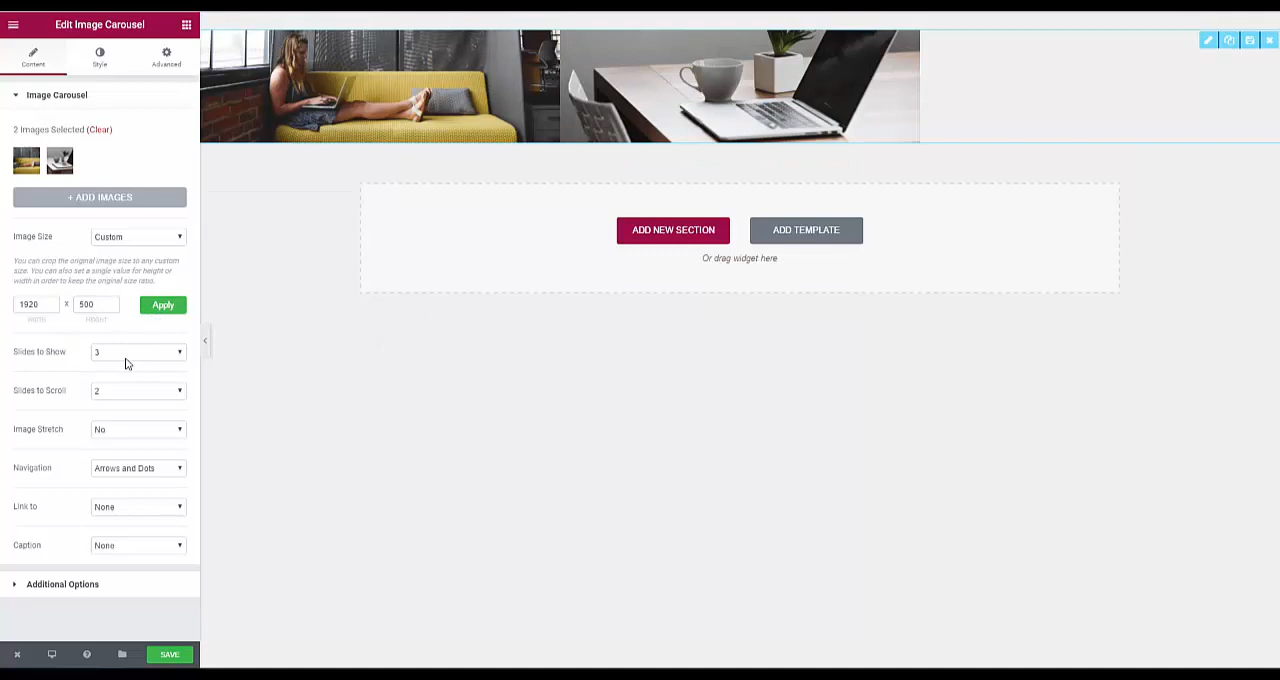 Edit Image Carousel
Content
Style
Advanced
Image Carousel
2 Images Selected (Clear)
+ ADD IMAGES
Image Size
Custom
You can crop the original image size to any custom
size. You can also set a single value for height or
width in order to keep the original size ratio.
1920 x 500 Apply
WIDTH HEIGHT
Slides to Show 3
Slides to Scroll 2
Image Stretch No
Navigation Arrows and Dots
Link to None
Caption None
Additional Options
SAVE
ADD NEW SECTION
ADD TEMPLATE
Or drag widget here